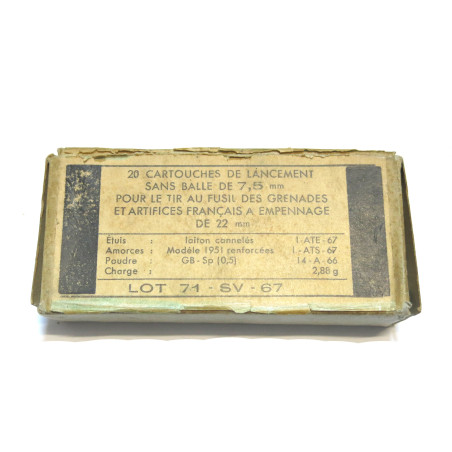 20 CARTOUCHES DE LANCEMENT
SANS BALLE DE 7,5 mm
POUR LE TIR AU FUSIL DES GRENADES
ET ARTIFICES FRANÇAIS A EMPENNAGE
DE 22 mm
Étuis : laiton cannelés 1-ATE-67
Amorces : Modèle 1951 renforcées 1-ATS-67
Poudre : GB-Sp (0,5) 14-A-66
Charge : 2,88 g
LOT 71-SV-67